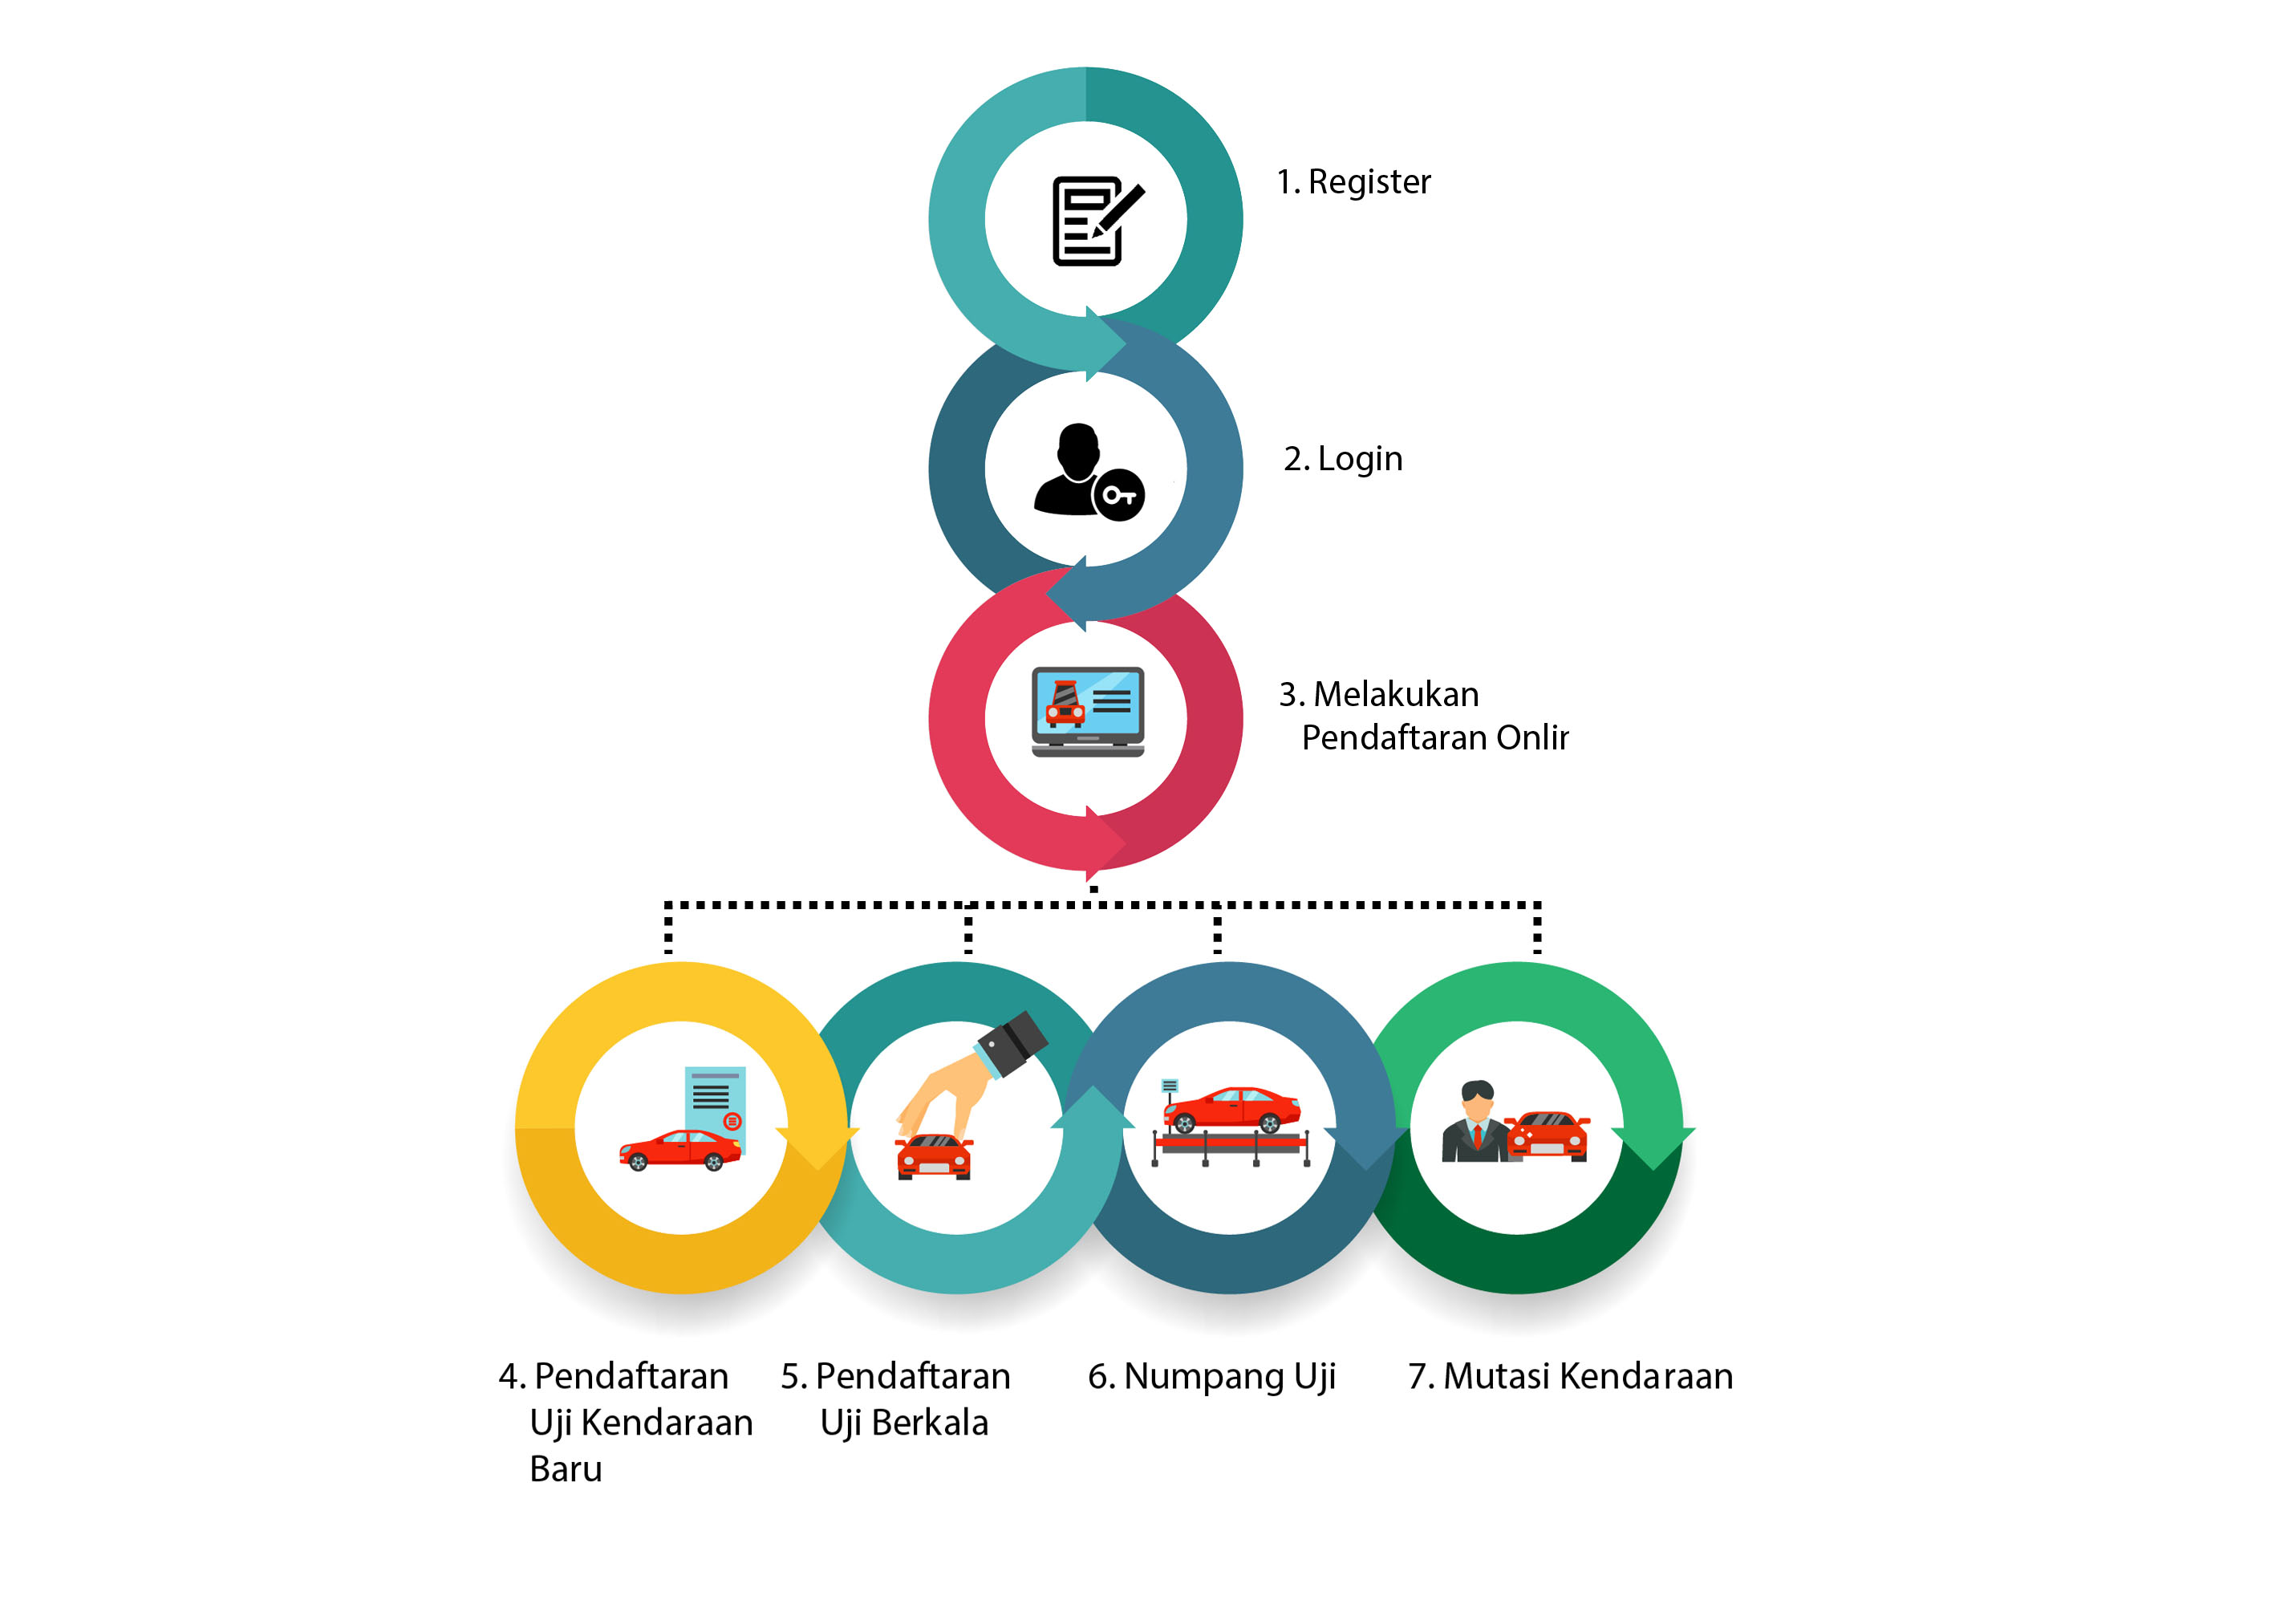 1. Register
2. Login
3. Melakukan
Pendaftaran Onlir
4. Pendaftaran
Uji Kendaraan
Baru
5. Pendaftaran
Uji Berkala
6. Numpang Uji
7. Mutasi Kendaraan